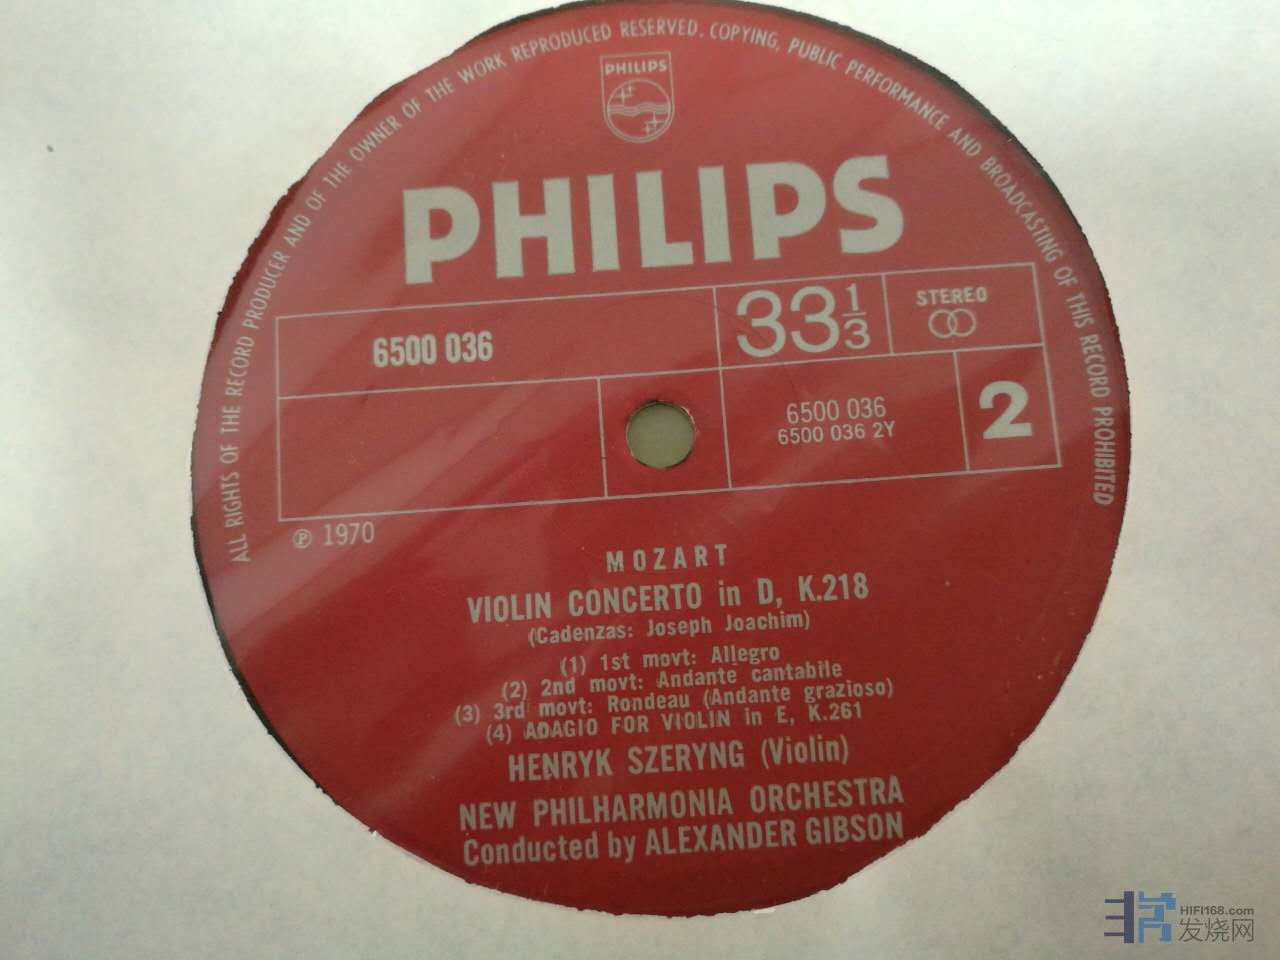 ALL RIGHTS OF THE RECORD PRODUCER AND OF THE OWNER OF THE WORK REPRODUCED RESERVED. COPYING, PUBLIC PERFORMANCE AND BROADCASTING OF THIS RECORD PROHIBITED
PHILIPS
PHILIPS
6500 036
33 1/3
STEREO
6500 036
6500 036 2Y
2
℗ 1970
MOZART
VIOLIN CONCERTO in D, K.218
(Cadenzas: Joseph Joachim)
(1) 1st movt: Allegro
(2) 2nd movt: Andante cantabile
(3) 3rd movt: Rondeau (Andante grazioso)
(4) ADAGIO FOR VIOLIN in E, K.261
HENRYK SZERYNG (Violin)
NEW PHILHARMONIA ORCHESTRA
Conducted by ALEXANDER GIBSON
HIFI168.com
发烧网